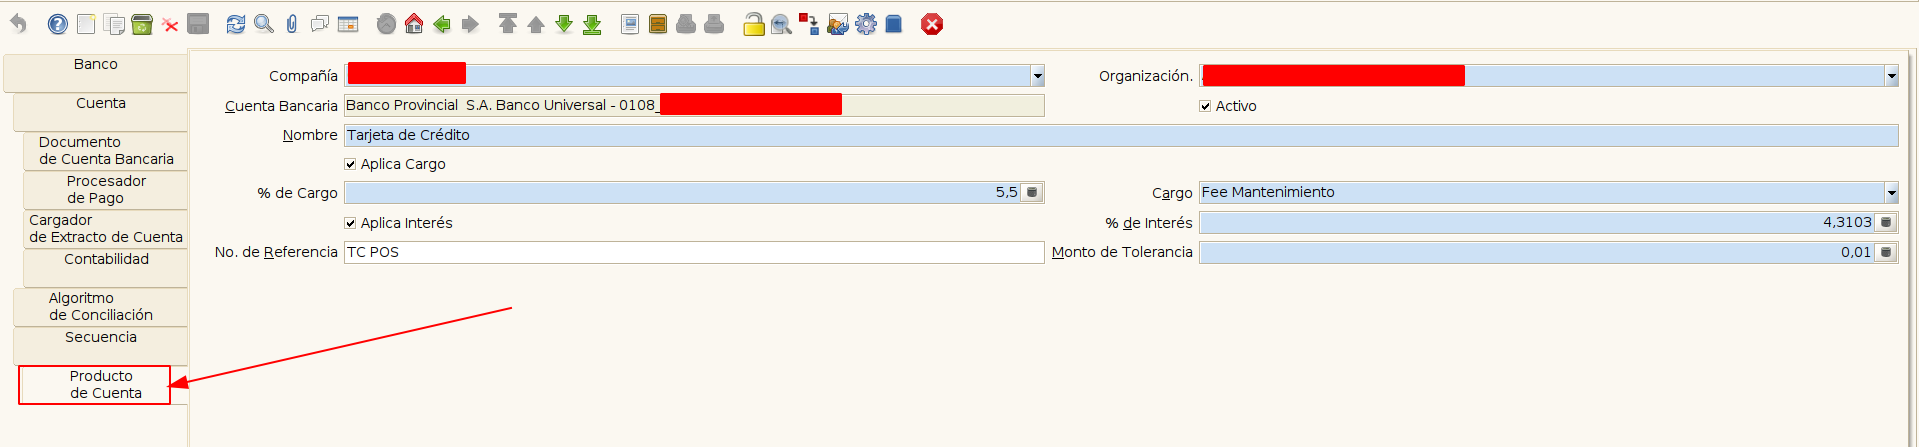 Banco
Cuenta
Documento
de Cuenta Bancaria
Procesador
de Pago
Cargador
de Extracto de Cuenta
Contabilidad
Algoritmo
de Conciliación
Secuencia
Producto
de Cuenta
Compañía
Organización.
Cuenta Bancaria Banco Provincial S.A. Banco Universal - 0108_
Activo
Nombre Tarjeta de Crédito
Aplica Cargo
% de Cargo 5,5
Cargo Fee Mantenimiento
Aplica Interés
% de Interés 4,3103
No. de Referencia TC POS
Monto de Tolerancia 0,01